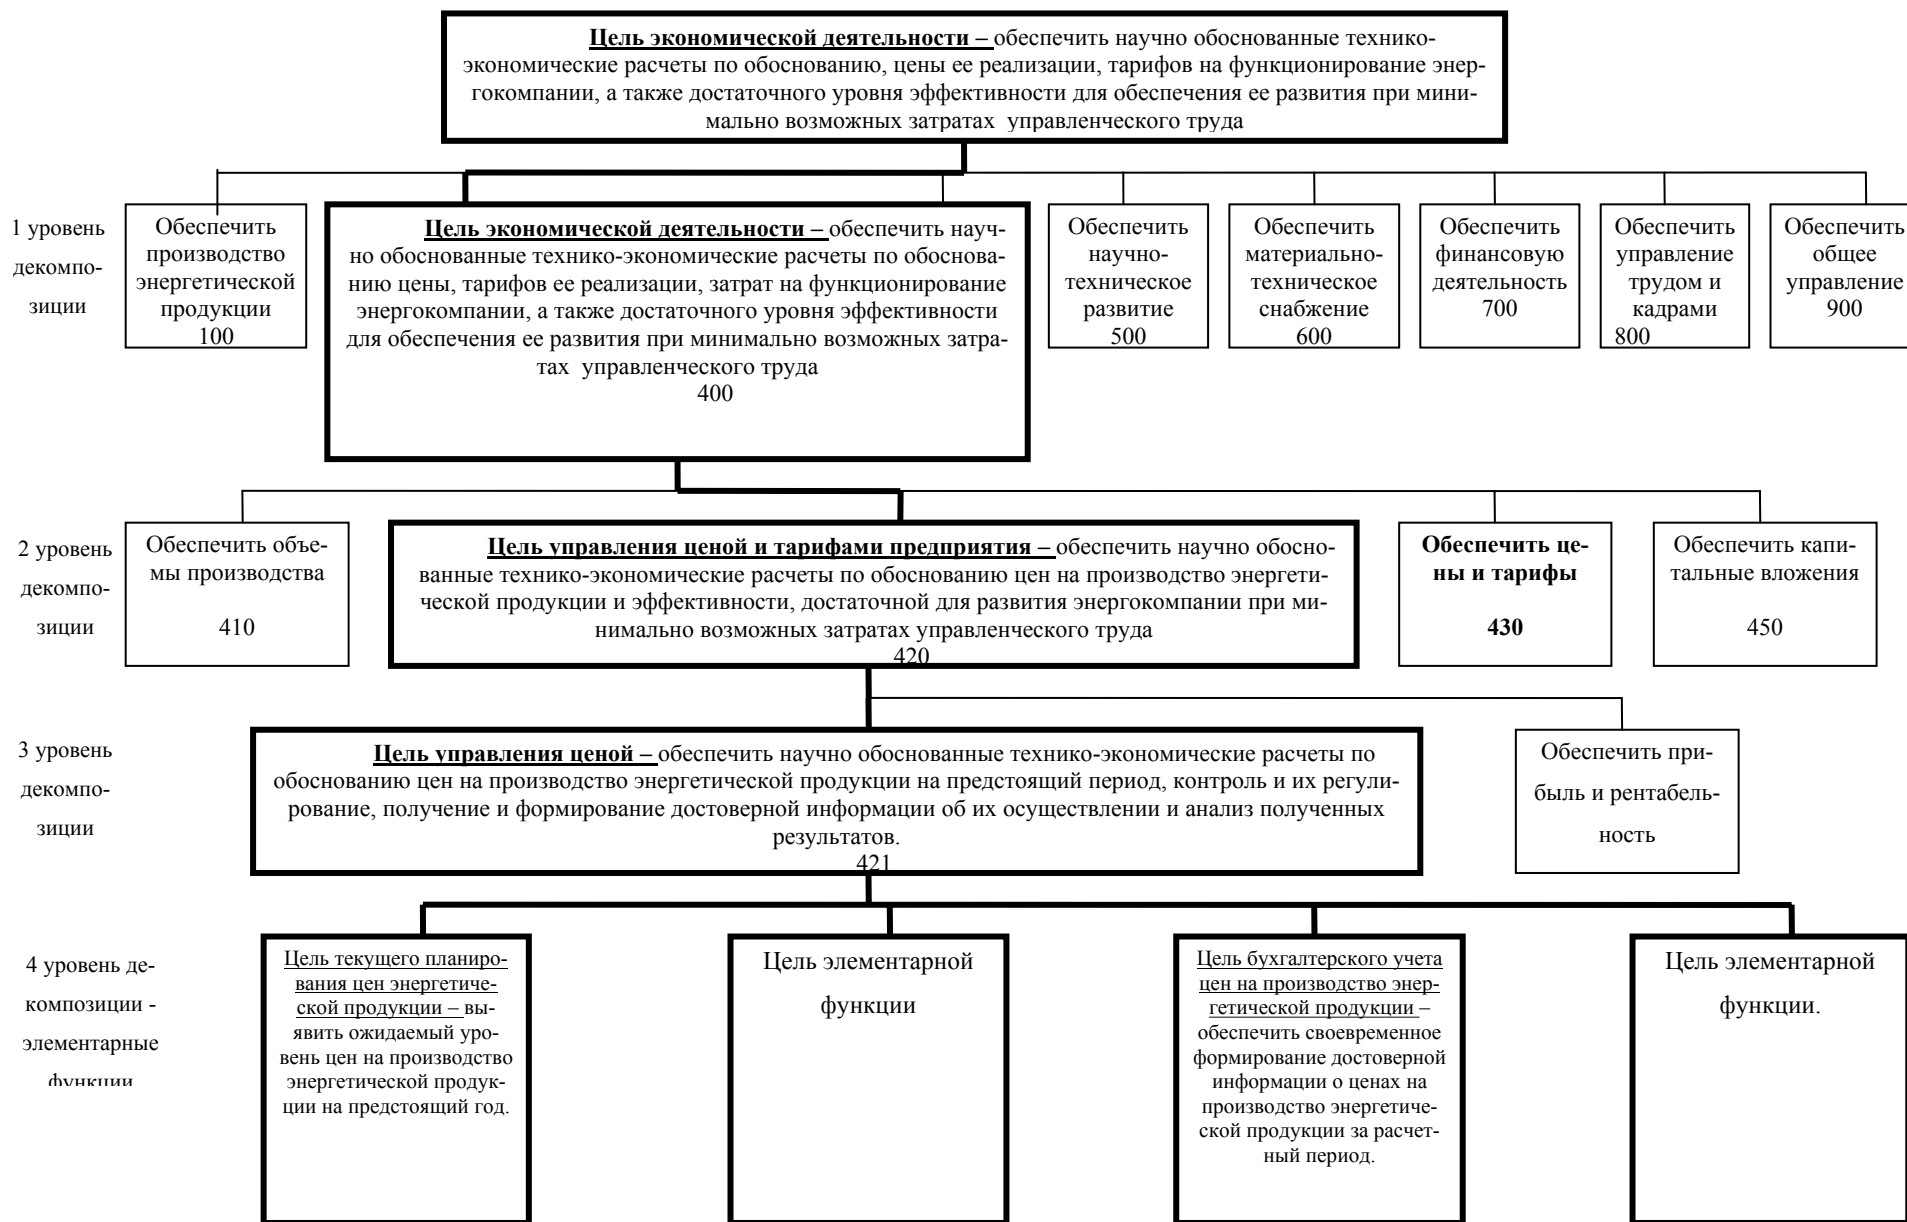 Цель экономической деятельности – обеспечить научно обоснованные технико-
экономические расчеты по обоснованию, цены ее реализации, тарифов на функционирование энер-
гокомпании, а также достаточного уровня эффективности для обеспечения ее развития при мини-
мально возможных затратах управленческого труда
1 уровень
декомпо-
зиции
Обеспечить
производство
энергетической
продукции
100
Цель экономической деятельности – обеспечить науч-
но обоснованные технико-экономические расчеты по обоснова-
нию цены, тарифов ее реализации, затрат на функционирование
энергокомпании, а также достаточного уровня эффективности
для обеспечения ее развития при минимально возможных затра-
тах управленческого труда
400
Обеспечить
научно-
техническое
развитие
500
Обеспечить
материально-
техническое
снабжение
600
Обеспечить
финансовую
деятельность
700
Обеспечить
управление
трудом и
кадрами
800
Обеспечить
общее
управление
900
2 уровень
декомпо-
зиции
Обеспечить объе-
мы производства
410
Цель управления ценой и тарифами предприятия – обеспечить научно обосно-
ванные технико-экономические расчеты по обоснованию цен на производство энергети-
ческой продукции и эффективности, достаточной для развития энергокомпании при ми-
нимально возможных затратах управленческого труда
420
Обеспечить це-
ны и тарифы
430
Обеспечить капи-
тальные вложения
450
3 уровень
декомпо-
зиции
Цель управления ценой – обеспечить научно обоснованные технико-экономические расчеты по
обоснованию цен на производство энергетической продукции на предстоящий период, контроль и их регули-
рование, получение и формирование достоверной информации об их осуществлении и анализ полученных
результатов.
421
Обеспечить при-
быль и рентабель-
ность
4 уровень де-
композиции -
элементарные
функции
Цель текущего планиро-
вания цен энергетиче-
ской продукции – вы-
явить ожидаемый уро-
вень цен на производство
энергетической продук-
ции на предстоящий год.
Цель элементарной
функции
Цель бухгалтерского учета
цен на производство энер-
гетической продукции –
обеспечить своевременное
формирование достоверной
информации о ценах на
производство энергетиче-
ской продукции за расчет-
ный период.
Цель элементарной
функции.